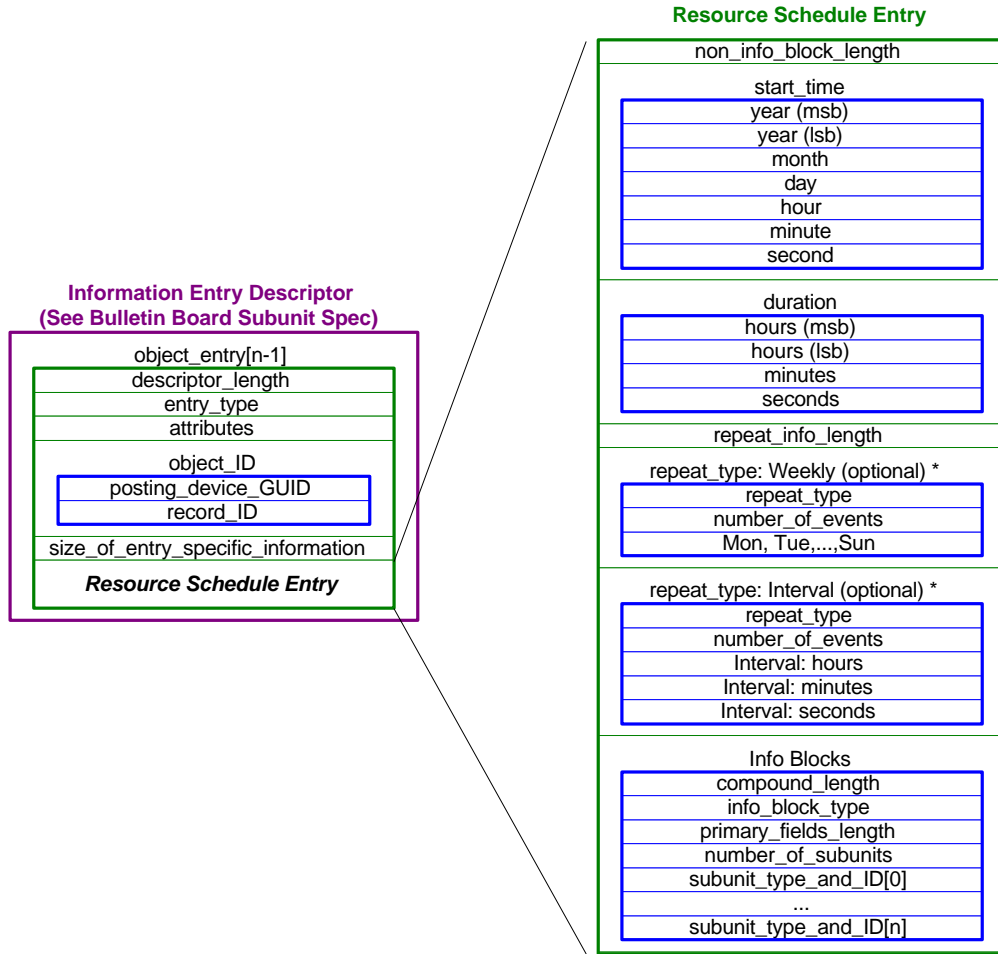 Information Entry Descriptor
(See Bulletin Board Subunit Spec)
object_entry[n-1]
descriptor_length
entry_type
attributes
object_ID
posting_device_GUID
record_ID
size_of_entry_specific_information
Resource Schedule Entry
Resource Schedule Entry
non_info_block_length
start_time
year (msb)
year (lsb)
month
day
hour
minute
second
duration
hours (msb)
hours (lsb)
minutes
seconds
repeat_info_length
repeat_type: Weekly (optional) *
repeat_type
number_of_events
Mon, Tue,...,Sun
repeat_type: Interval (optional) *
repeat_type
number_of_events
Interval: hours
Interval: minutes
Interval: seconds
Info Blocks
compound_length
info_block_type
primary_fields_length
number_of_subunits
subunit_type_and_ID[0]
...
subunit_type_and_ID[n]